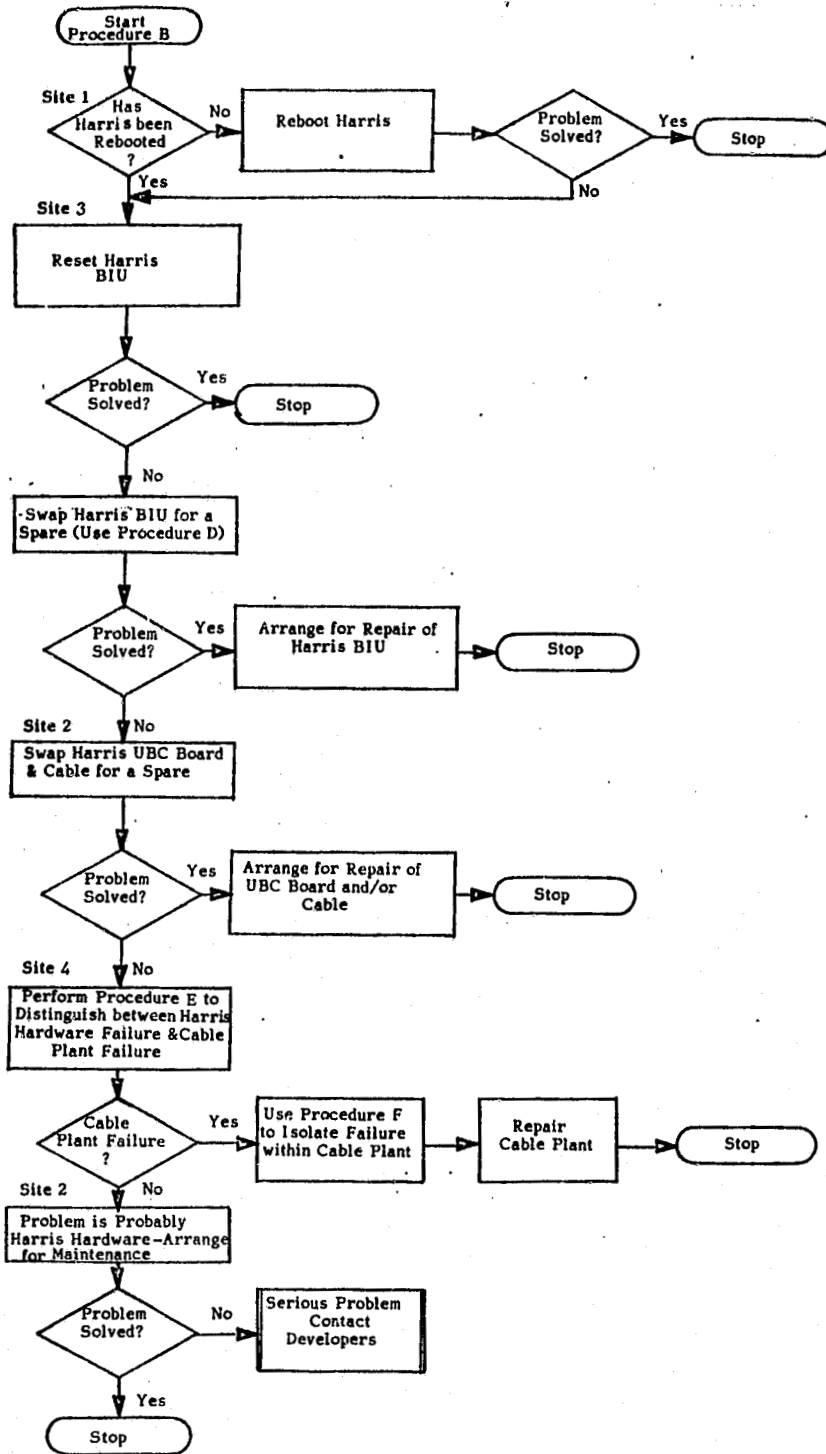 Start
Procedure B
Site 1
Has
Harris been
Rebooted
?
No
Reboot Harris
Problem
Solved?
Yes
Stop
Yes
No
Site 3
Reset Harris
BIU
Problem
Solved?
Yes
Stop
No
Swap Harris BIU for a
Spare (Use Procedure D)
Problem
Solved?
Yes
Arrange for Repair of
Harris BIU
Stop
Site 2
No
Swap Harris UBC Board
& Cable for a Spare
Problem
Solved?
Yes
Arrange for Repair of
UBC Board and/or
Cable
Stop
Site 4
No
Perform Procedure E to
Distinguish between Harris
Hardware Failure &Cable
Plant Failure
Cable
Plant Failure
?
Yes
Use Procedure F
to Isolate Failure
within Cable Plant
Repair
Cable Plant
Stop
Site 2
No
Problem is Probably
Harris Hardware-Arrange
for Maintenance
Problem
Solved?
No
Serious Problem
Contact
Developers
Yes
Stop